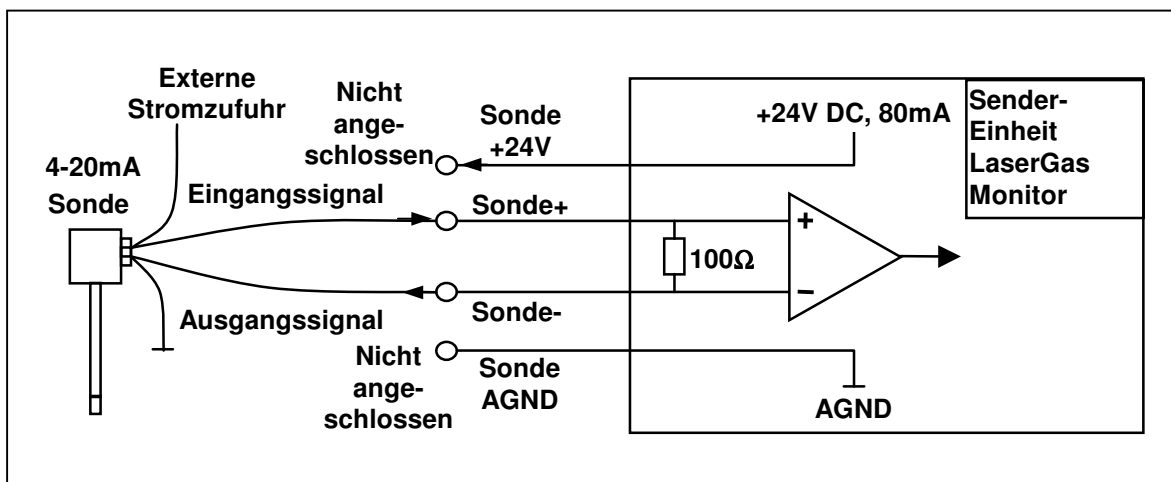 Externe
Stromzufuhr
4-20mA
Sonde
Eingangssignal
Ausgangssignal
Nicht
ange-
schlossen
Sonde
+24V
Sonde+
Sonde-
Nicht
ange-
schlossen
Sonde
AGND
+24V DC, 80mA
Sender-
Einheit
LaserGas
Monitor
100Ω
+
−
AGND